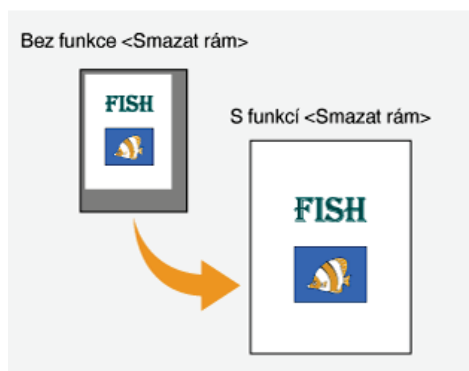 Bez funkce <Smazat rám>
FISH
S funkcí <Smazat rám>
FISH